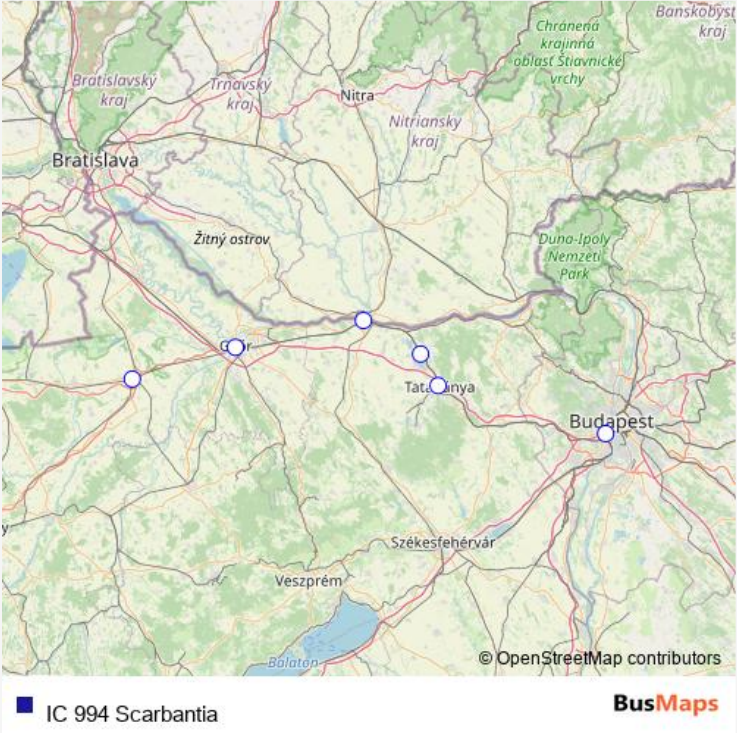 Banskobyst
kraj
Chránená
krajinná
oblasť Štiavnické
vrchy
Bratislavský
kraj
Trnavský
kraj
Nitra
Nitriansky
kraj
Bratislava
Žitný ostrov
Duna-Ipoly
Nemzeti
Park
Budapest
Székesfehérvár
Veszprém
Balaton
© OpenStreetMap contributors
IC 994 Scarbantia
BusMaps